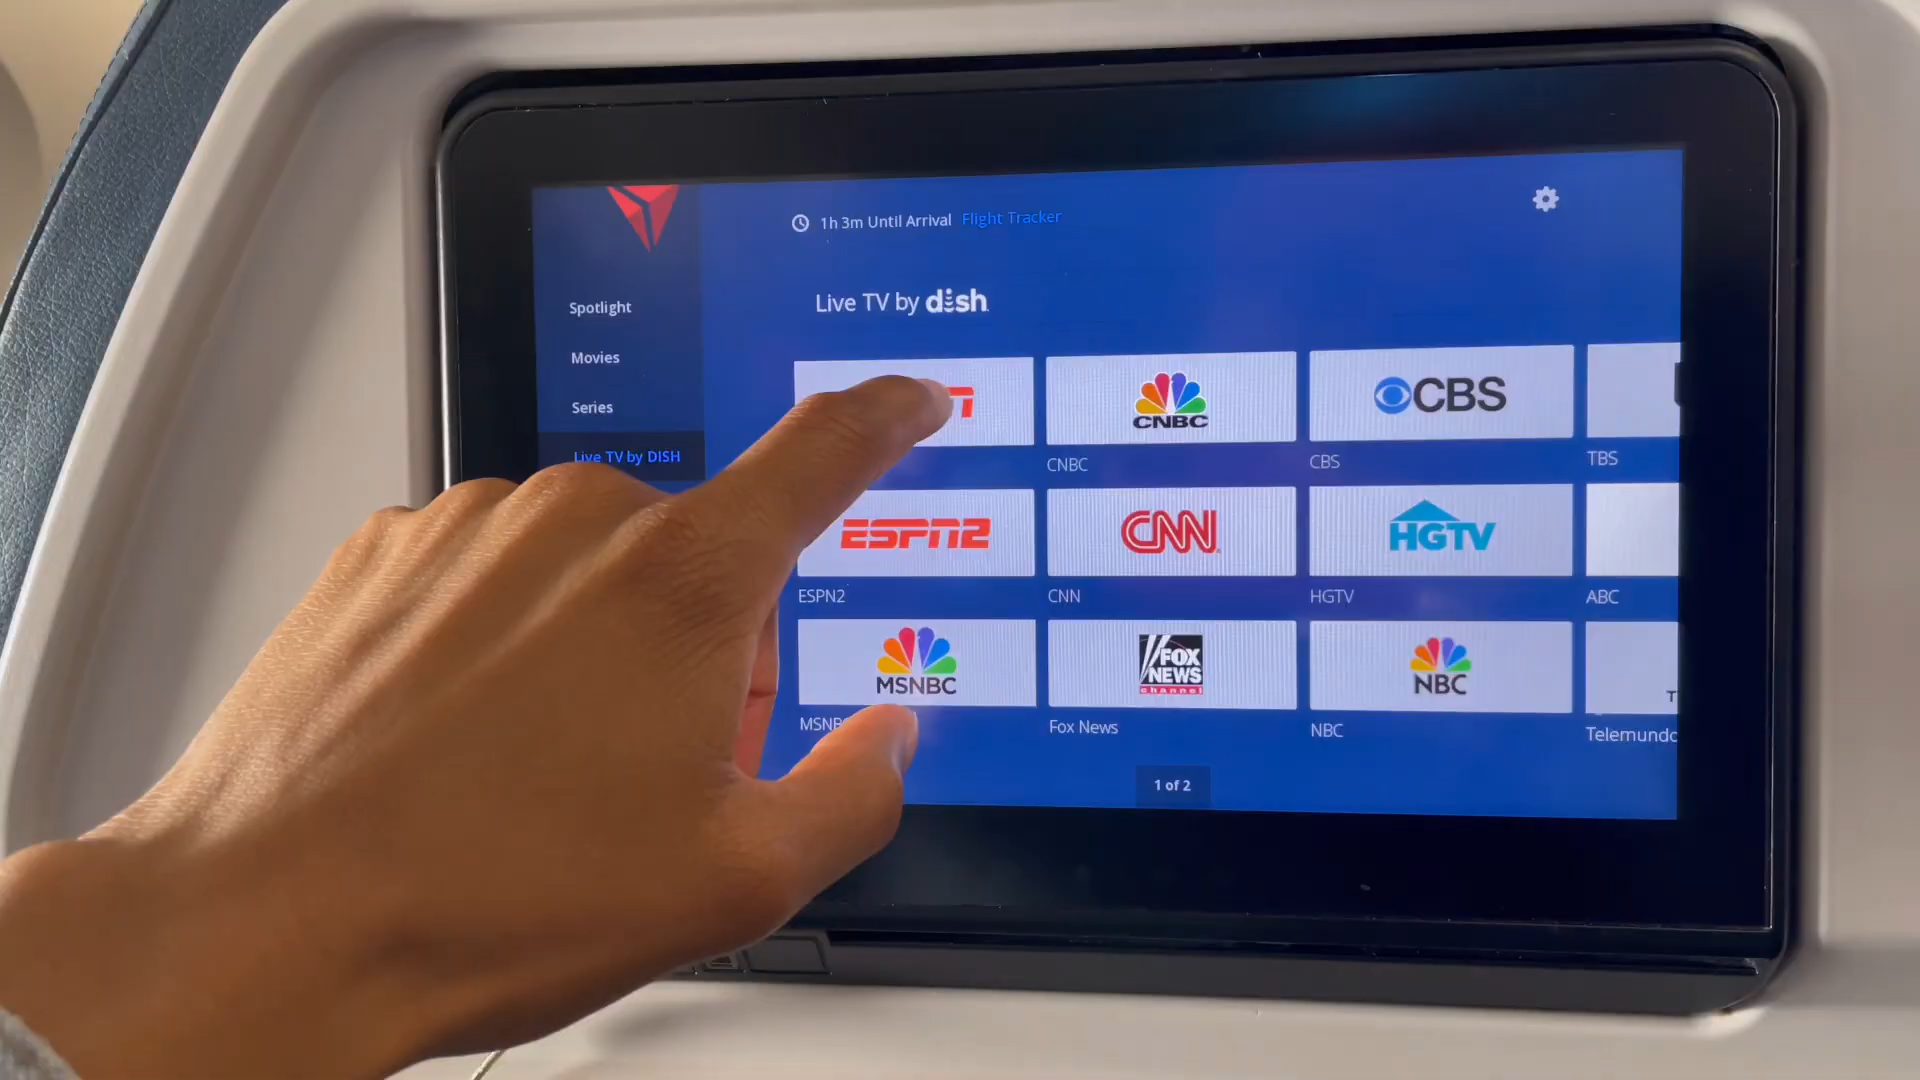 1h 3m Until Arrival Flight Tracker
Spotlight
Movies
Series
Live TV by DISH
Live TV by dish
CNBC
CBS
CNBC
CBS
TBS
ESPN2
CNN
HGTV
ESPN2
CNN
HGTV
ABC
MSNBC
FOX
NEWS
channel
NBC
Fox News
NBC
Telemundo
1 of 2